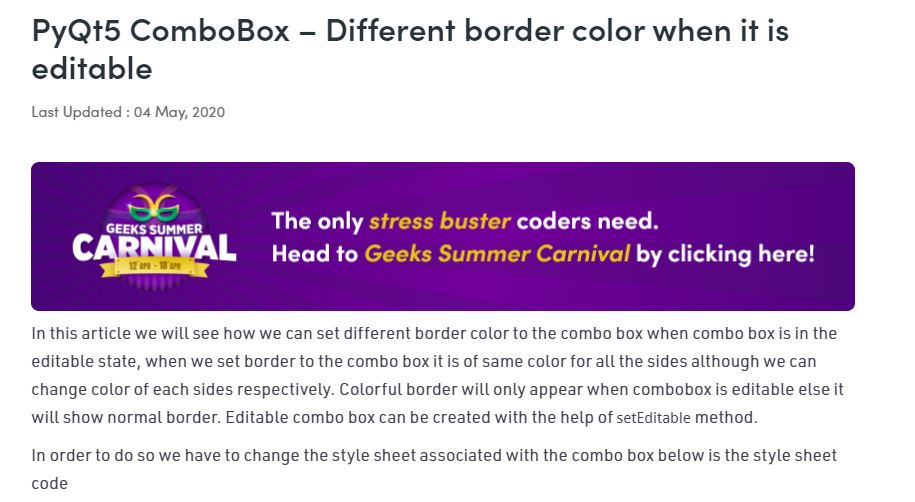 PyQt5 ComboBox – Different border color when it is
editable
Last Updated : 04 May, 2020
GEEKS SUMMER
CARNIVAL
12 APR - 18 APR
The only stress buster coders need.
Head to Geeks Summer Carnival by clicking here!
In this article we will see how we can set different border color to the combo box when combo box is in the
editable state, when we set border to the combo box it is of same color for all the sides although we can
change color of each sides respectively. Colorful border will only appear when combobox is editable else it
will show normal border. Editable combo box can be created with the help of setEditable method.
In order to do so we have to change the style sheet associated with the combo box below is the style sheet
code